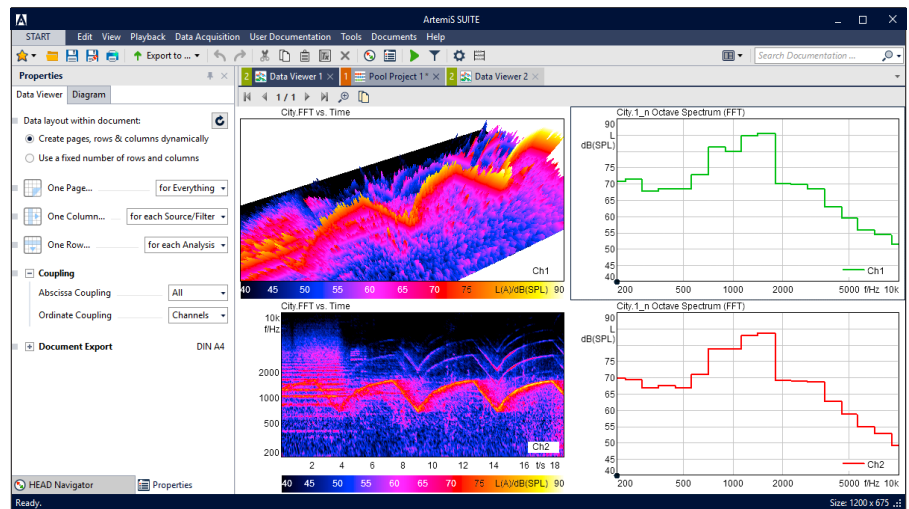 ArtemiS SUITE
START Edit View Playback Data Acquisition User Documentation Tools Documents Help
Export to ... Search Documentation ...
Properties
2 Data Viewer 1 1 Pool Project 1* 2 Data Viewer 2
Data Viewer Diagram
1 / 1
Data layout within document:
Create pages, rows & columns dynamically
Use a fixed number of rows and columns
One Page... for Everything
One Column... for each Source/Filter
One Row... for each Analysis
Coupling
Abscissa Coupling All
Ordinate Coupling Channels
Document Export DIN A4
HEAD Navigator Properties
City.FFT vs. Time
Ch1
40 45 50 55 60 65 70 75 L(A)/dB(SPL) 90
City.1_n Octave Spectrum (FFT)
90
L
dB(SPL)
75
70
65
60
55
50
45
40
Ch1
200 500 1000 2000 5000 f/Hz 10k
City.FFT vs. Time
10k
f/Hz
2000
1000
500
200
Ch2
2 4 6 8 10 12 14 16 t/s 18
40 45 50 55 60 65 70 75 L(A)/dB(SPL) 90
City.1_n Octave Spectrum (FFT)
90
L
dB(SPL)
75
70
65
60
55
50
45
40
Ch2
200 500 1000 2000 5000 f/Hz 10k
Ready. Size: 1200 x 675